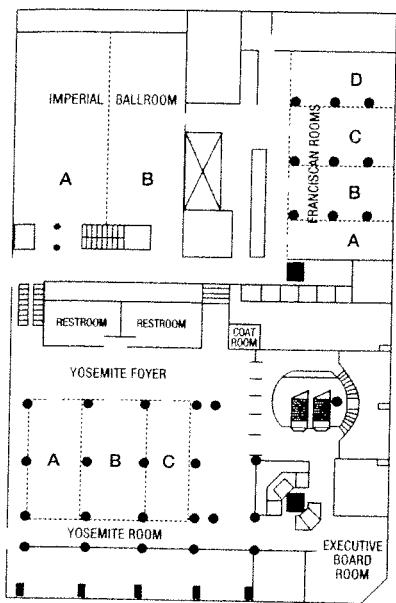 IMPERIAL BALLROOM
A B
FRANCISCAN ROOMS
D
C
B
A
RESTROOM RESTROOM
COAT
ROOM
YOSEMITE FOYER
A B C
YOSEMITE ROOM
EXECUTIVE
BOARD
ROOM